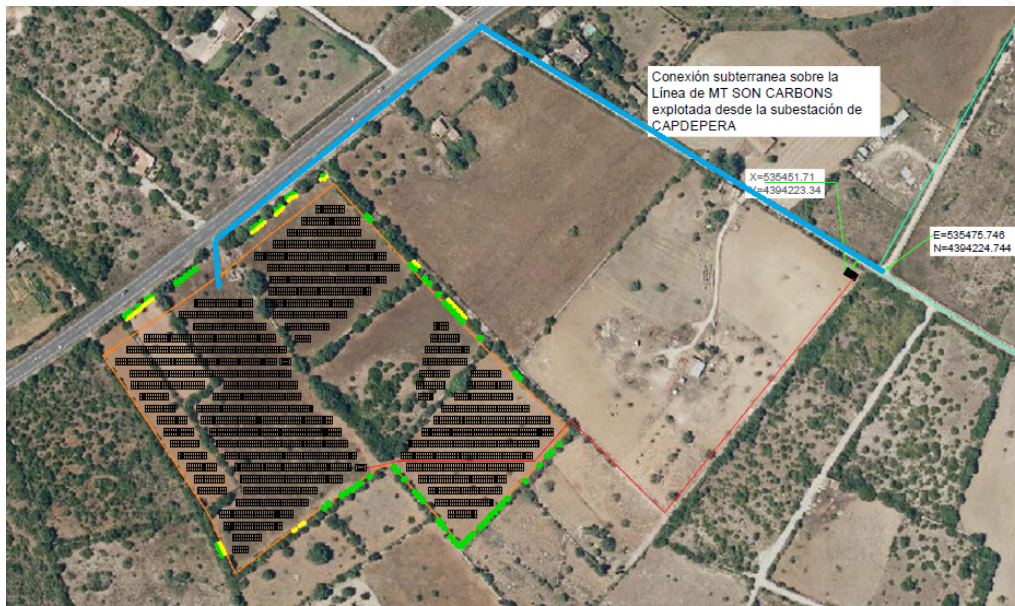 Conexión subterranea sobre la
Línea de MT SON CARBONS
explotada desde la subestación de
CAPDEPERA
X=535451.71
Y=4394223.34
E=535475.746
N=4394224.744